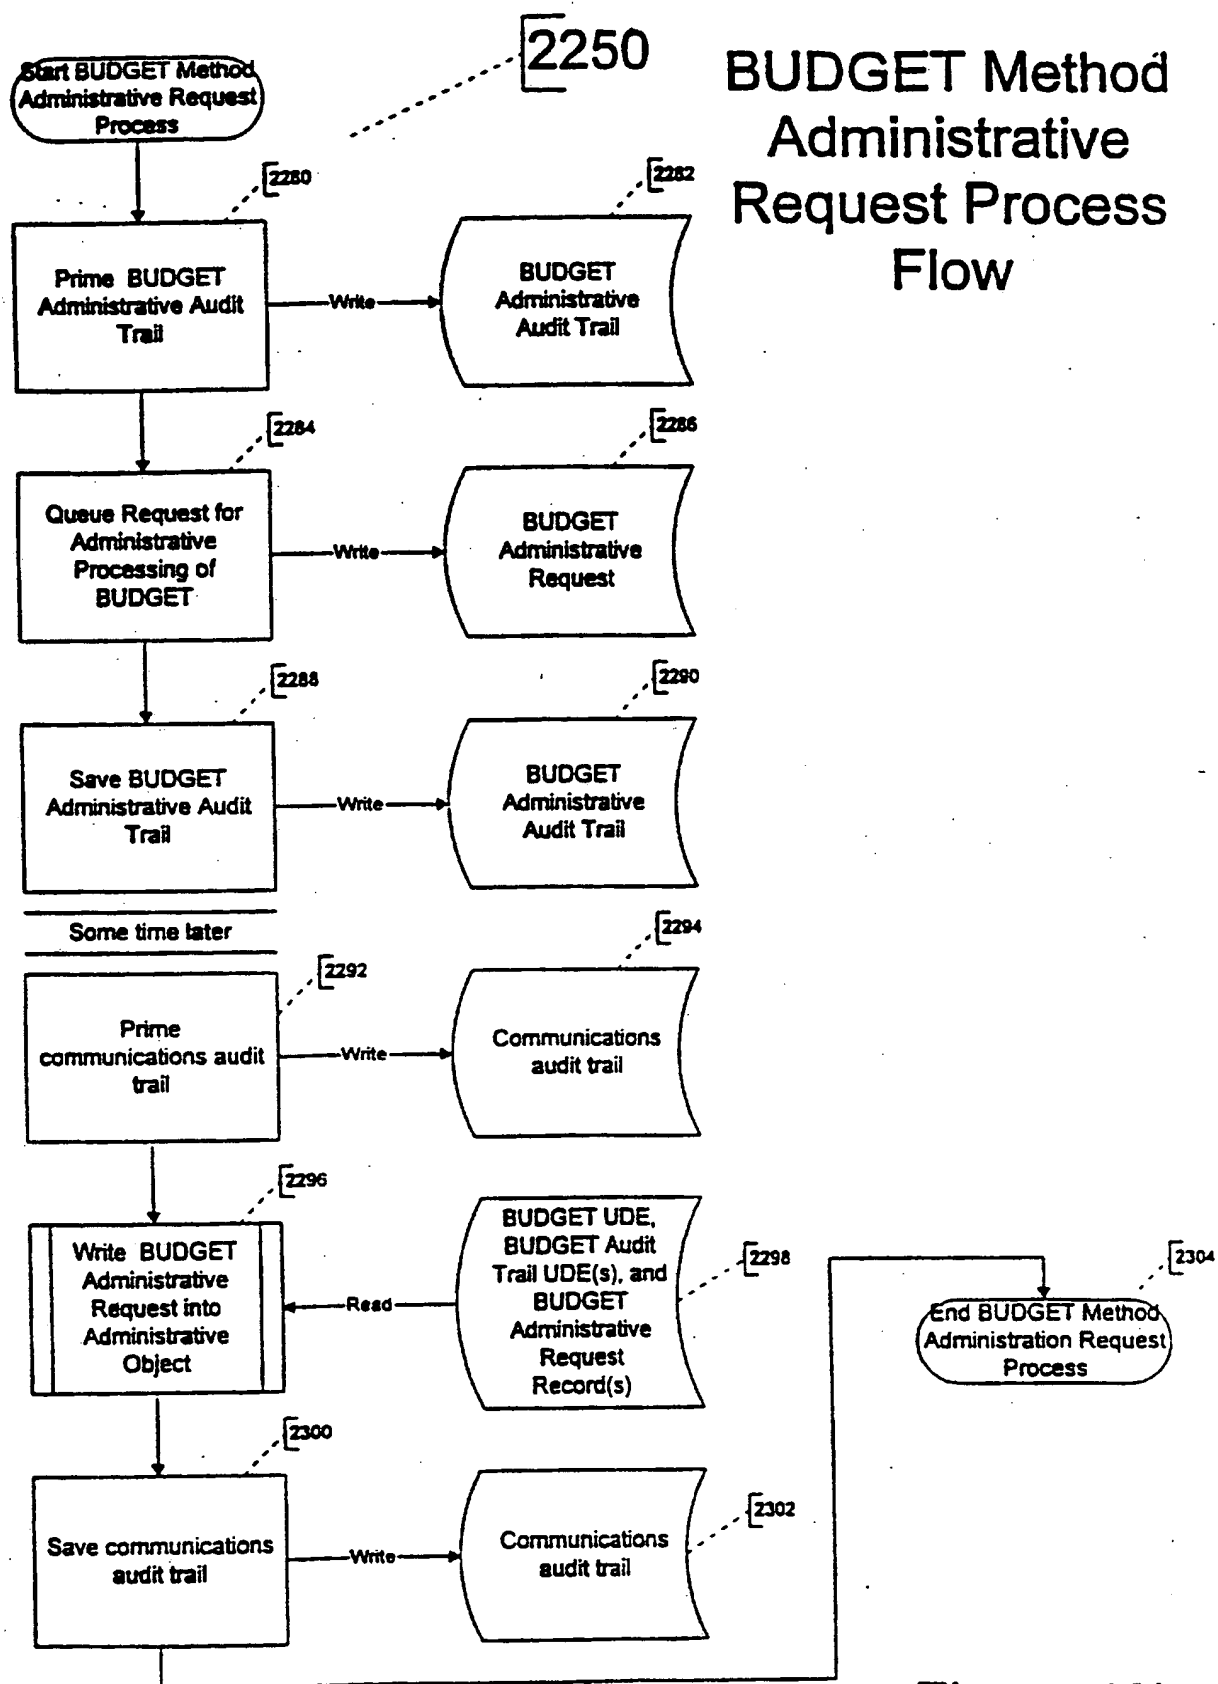 2250
BUDGET Method
Administrative
Request Process
Flow
Start BUDGET Method
Administrative Request
Process
2280
2282
Prime BUDGET
Administrative Audit
Trail
Write
BUDGET
Administrative
Audit Trail
2284
2286
Queue Request for
Administrative
Processing of
BUDGET
Write
BUDGET
Administrative
Request
2288
2290
Save BUDGET
Administrative Audit
Trail
Write
BUDGET
Administrative
Audit Trail
Some time later
2292
2294
Prime
communications audit
trail
Write
Communications
audit trail
2296
2298
Write BUDGET
Administrative
Request into
Administrative
Object
Read
BUDGET UDE,
BUDGET Audit
Trail UDE(s), and
BUDGET
Administrative
Request
Record(s)
2304
End BUDGET Method
Administration Request
Process
2300
2302
Save communications
audit trail
Write
Communications
audit trail